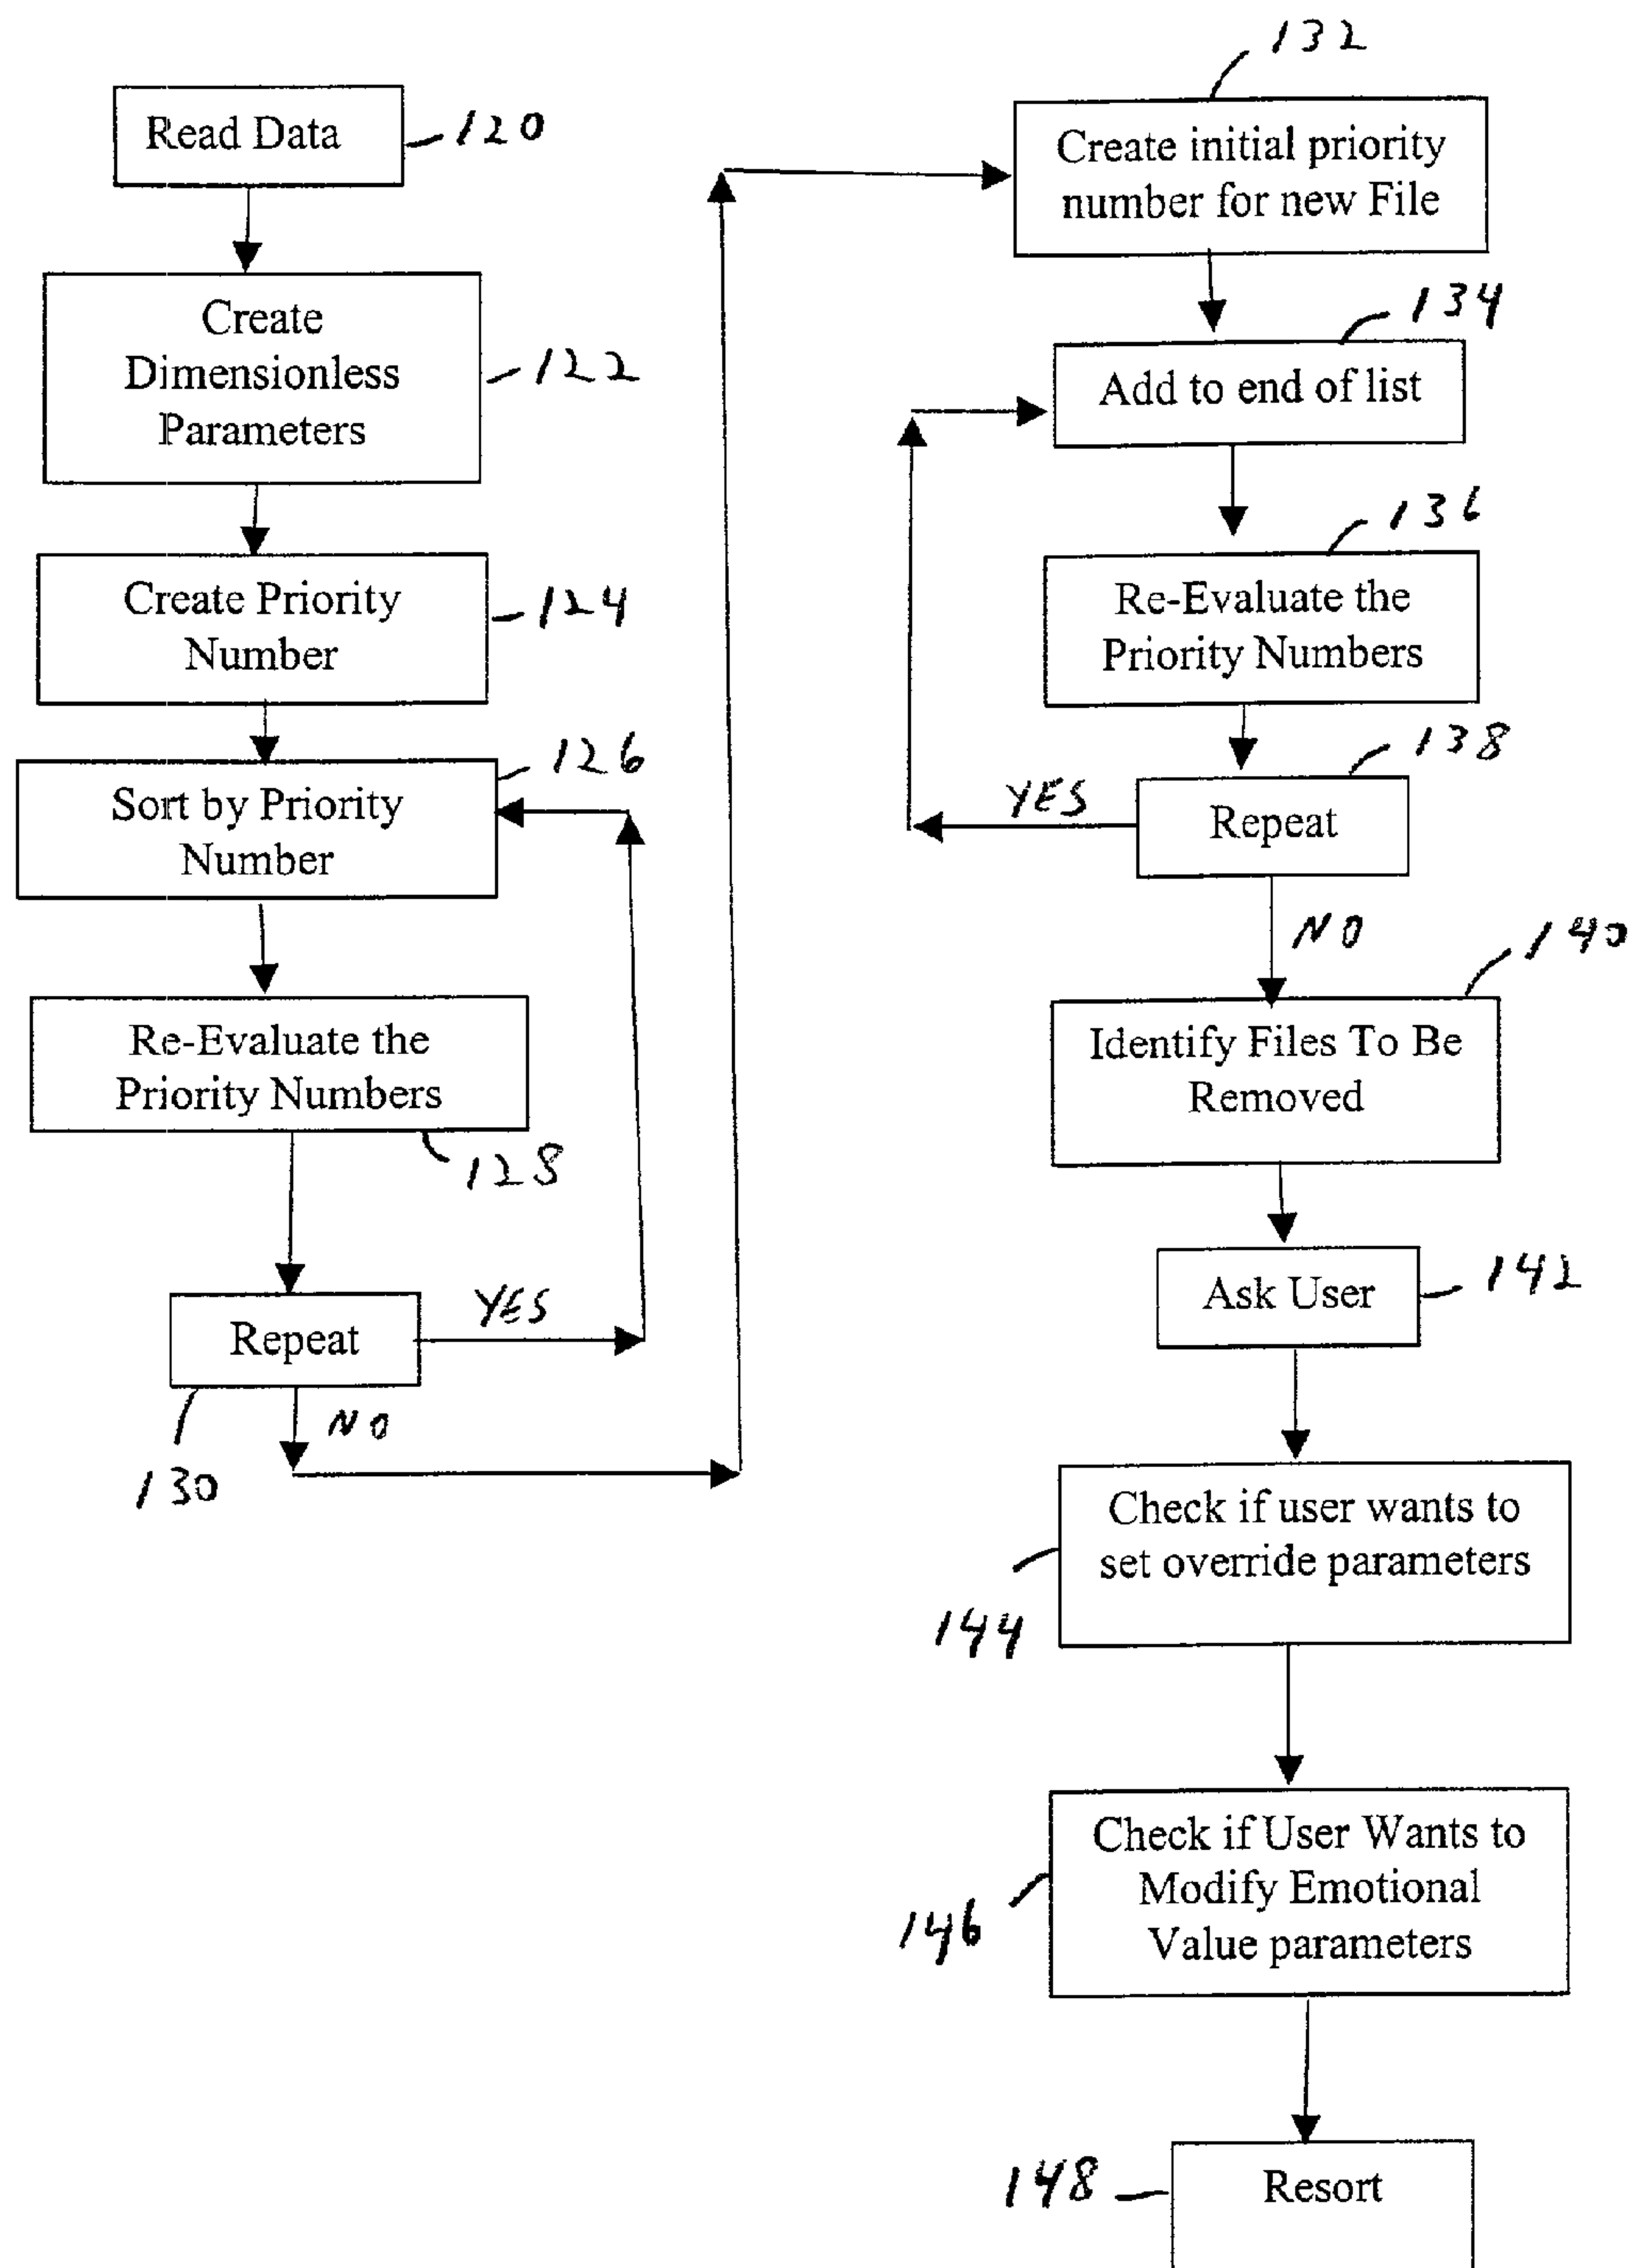 Read Data
120
Create
Dimensionless
Parameters
122
Create Priority
Number
124
126
Sort by Priority
Number
Re-Evaluate the
Priority Numbers
128
Repeat
YES
NO
130
132
Create initial priority
number for new File
134
Add to end of list
136
Re-Evaluate the
Priority Numbers
138
YES
Repeat
NO
140
Identify Files To Be
Removed
Ask User
142
Check if user wants to
set override parameters
144
Check if User Wants to
Modify Emotional
Value parameters
146
148
Resort